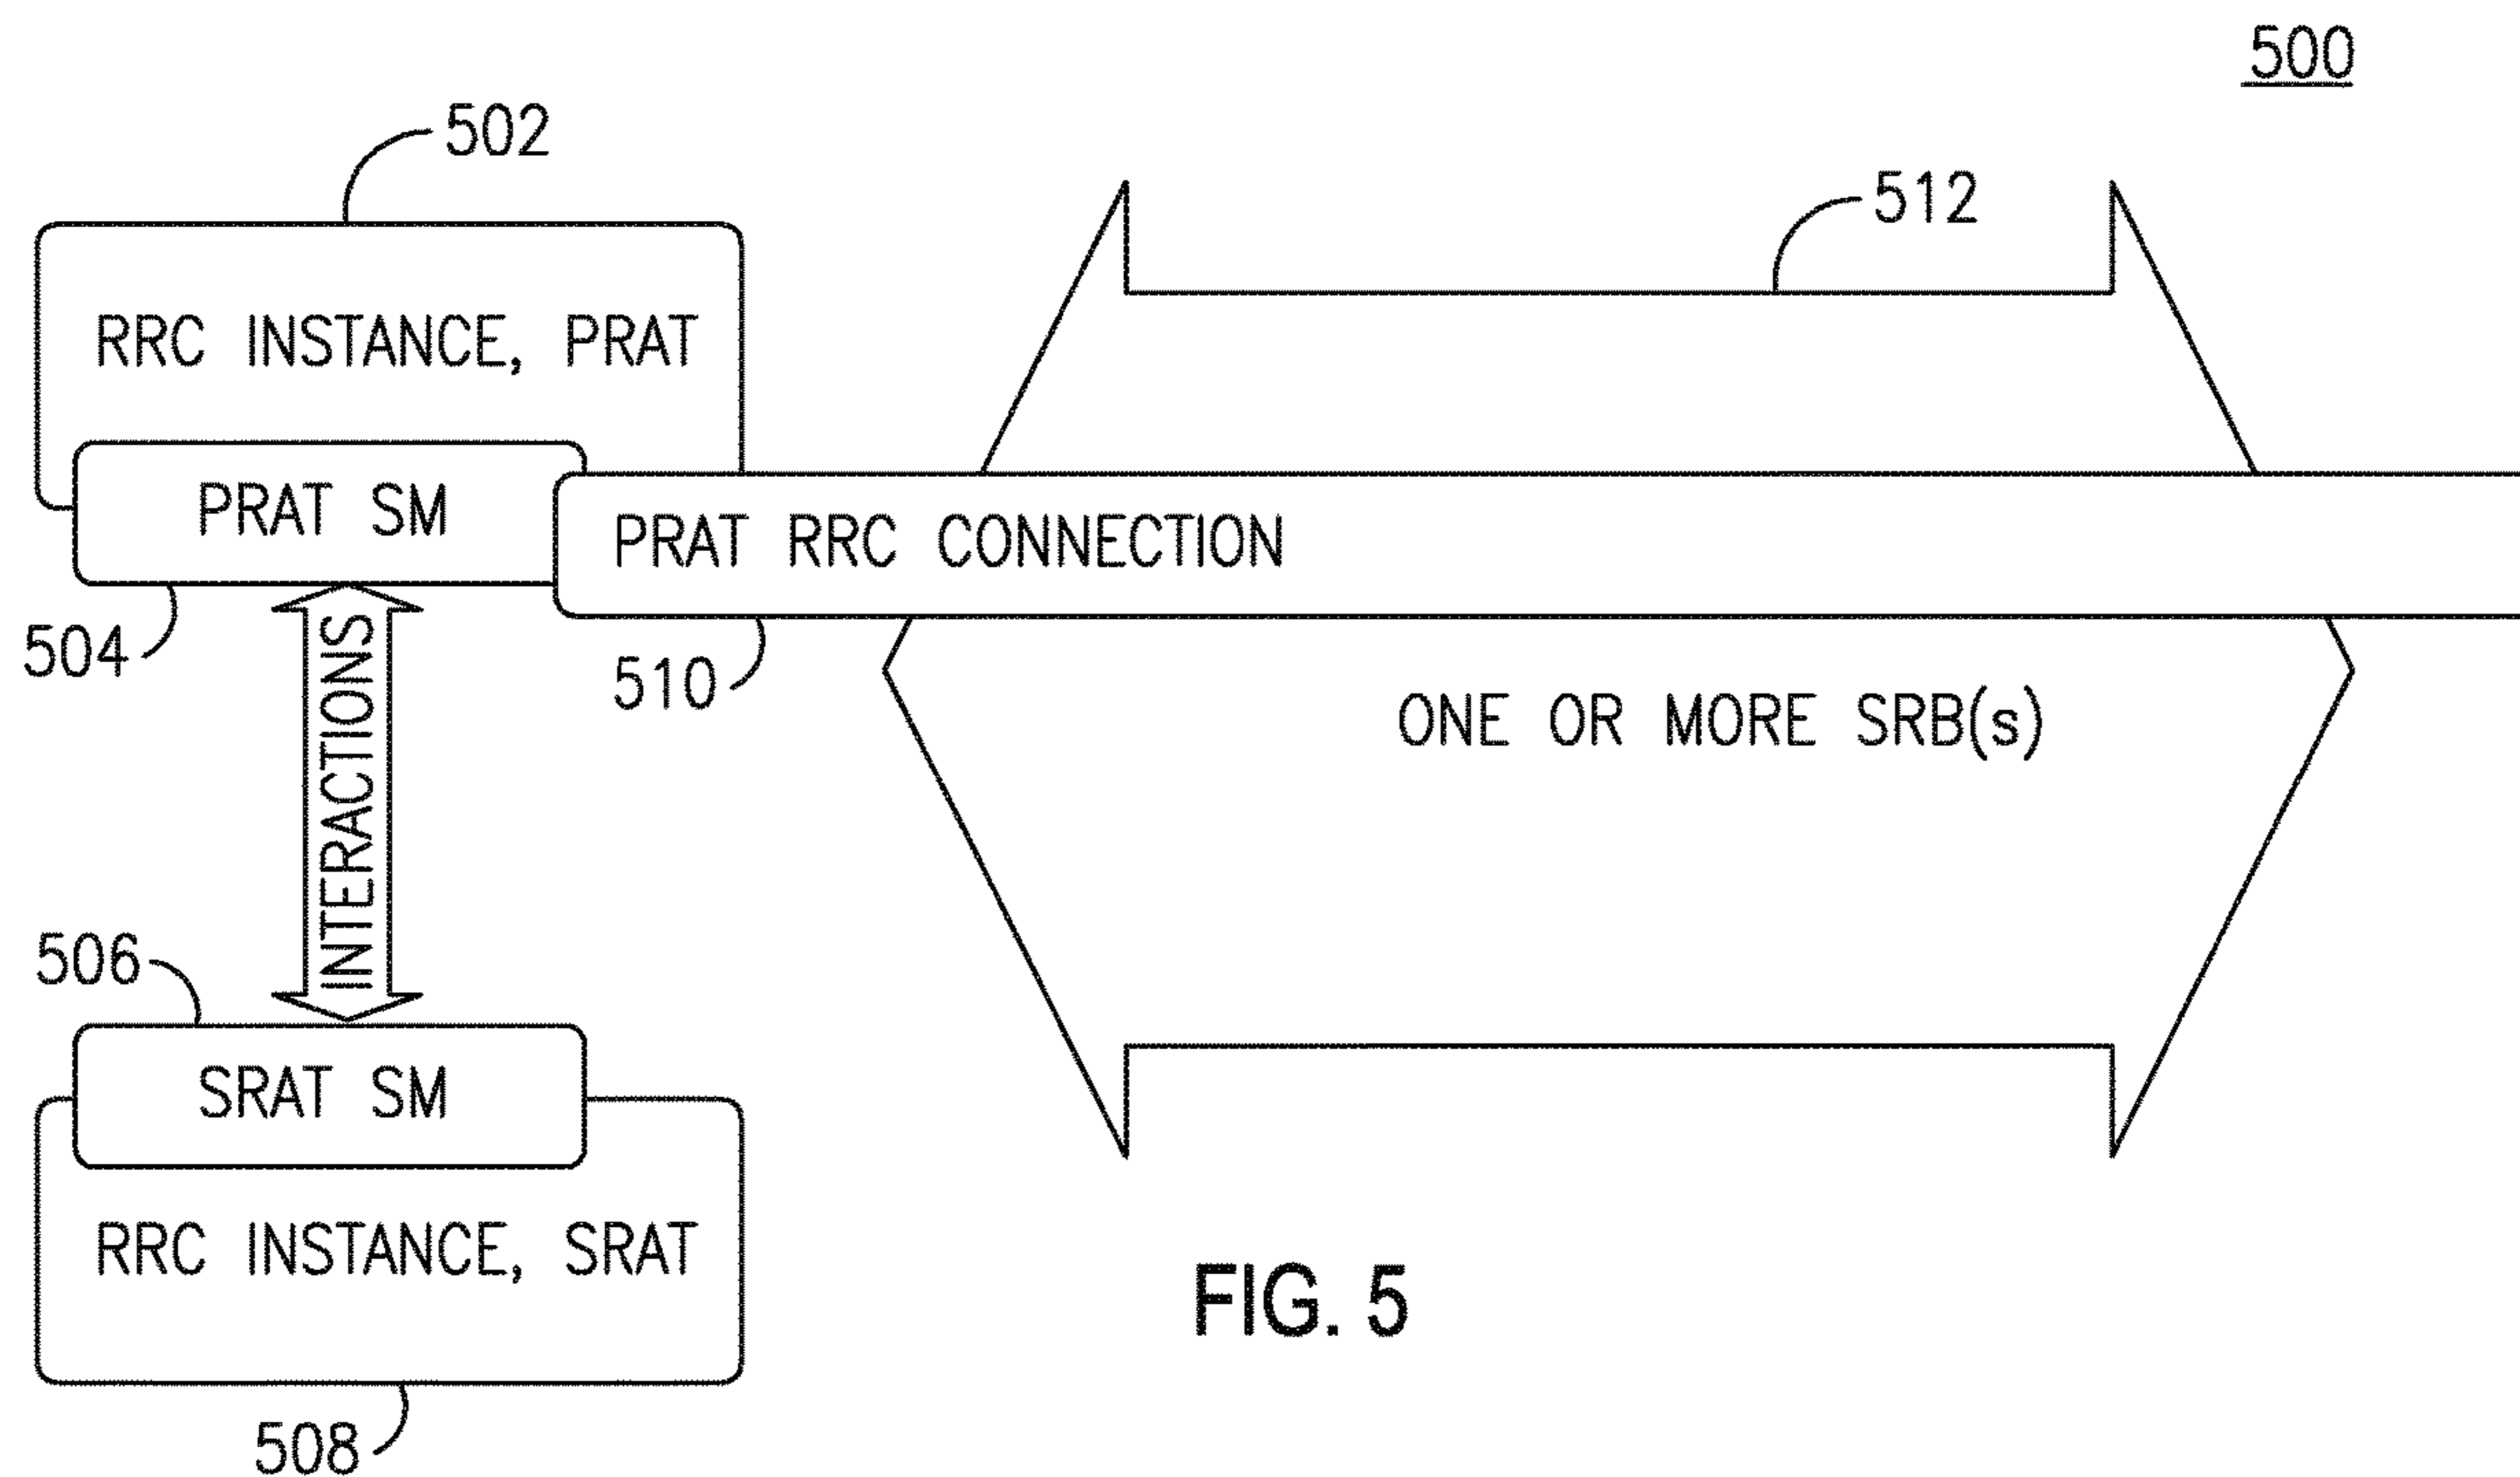 500
502
512
RRC INSTANCE, PRAT
PRAT SM
PRAT RRC CONNECTION
504
510
INTERACTIONS
ONE OR MORE SRB(s)
506
SRAT SM
RRC INSTANCE, SRAT
508
FIG. 5